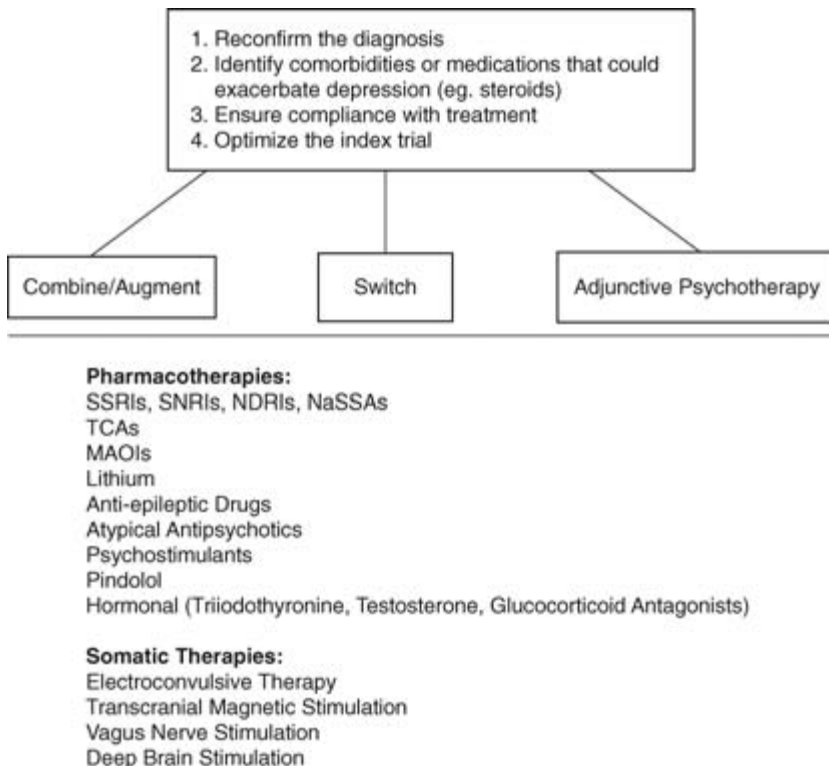 1. Reconfirm the diagnosis
2. Identify comorbidities or medications that could
exacerbate depression (eg. steroids)
3. Ensure compliance with treatment
4. Optimize the index trial
Combine/Augment
Switch
Adjunctive Psychotherapy
Pharmacotherapies:
SSRIs, SNRIs, NDRIs, NaSSAs
TCAs
MAOIs
Lithium
Anti-epileptic Drugs
Atypical Antipsychotics
Psychostimulants
Pindolol
Hormonal (Triiodothyronine, Testosterone, Glucocorticoid Antagonists)
Somatic Therapies:
Electroconvulsive Therapy
Transcranial Magnetic Stimulation
Vagus Nerve Stimulation
Deep Brain Stimulation